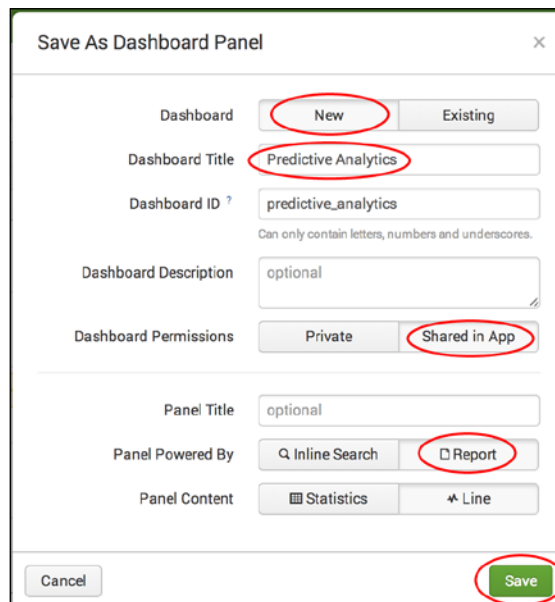 Save As Dashboard Panel ×
Dashboard New Existing
Dashboard Title Predictive Analytics
Dashboard ID ? predictive_analytics
Can only contain letters, numbers and underscores.
Dashboard Description optional
Dashboard Permissions Private Shared in App
Panel Title optional
Panel Powered By Inline Search Report
Panel Content Statistics Line
Cancel Save